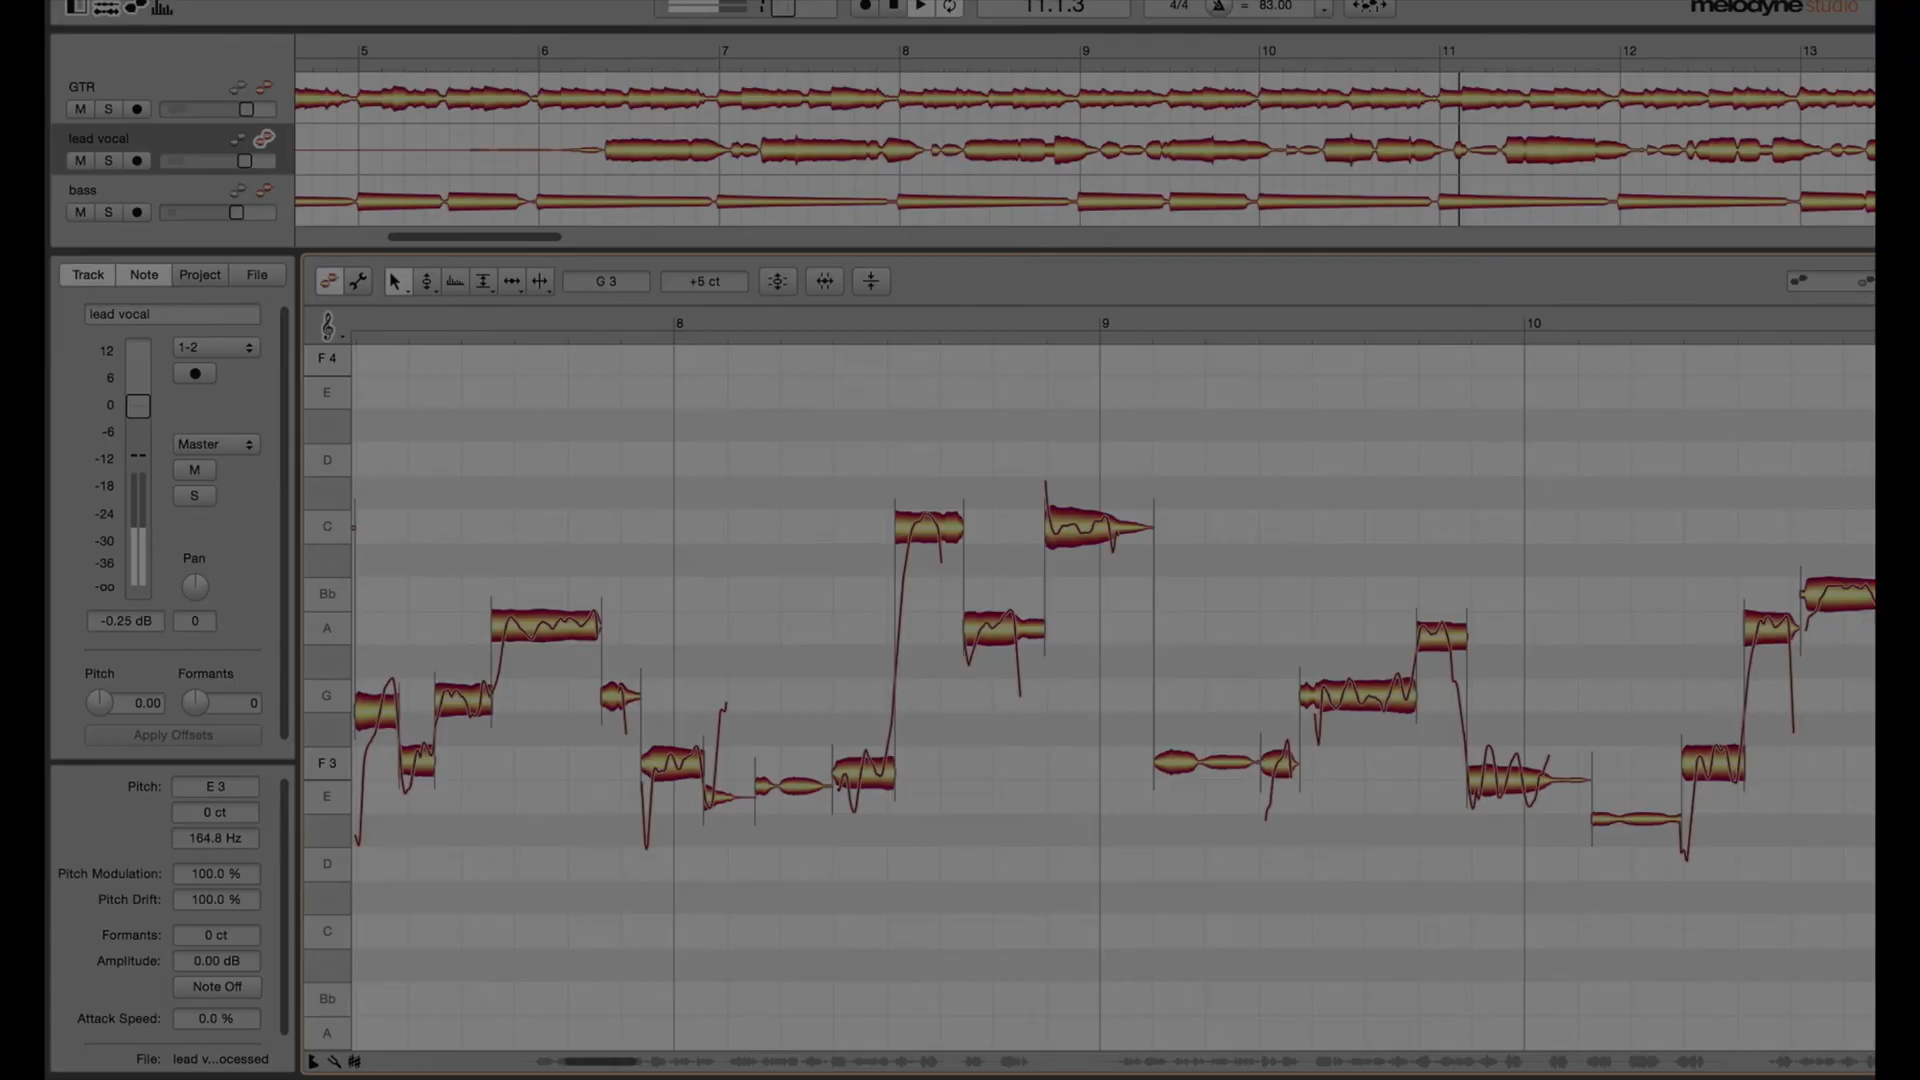 11.1.3
4/4 = 83.00
melodyne studio
5 6 7 8 9 10 11 12 13
GTR
M S
lead vocal
M S
bass
M S
Track Note Project File
G 3 +5 ct
lead vocal
8 9 10
12 1-2
6
0
-6
-12 Master
-18 M
-24 S
-30
-36 Pan
-oo
-0.25 dB 0
Pitch Formants
0.00 0
Apply Offsets
F 4
E
D
C
Bb
A
G
F 3
E
D
C
Bb
A
Pitch: E 3
0 ct
164.8 Hz
Pitch Modulation: 100.0 %
Pitch Drift: 100.0 %
Formants: 0 ct
Amplitude: 0.00 dB
Note Off
Attack Speed: 0.0 %
File: lead v...ocessed